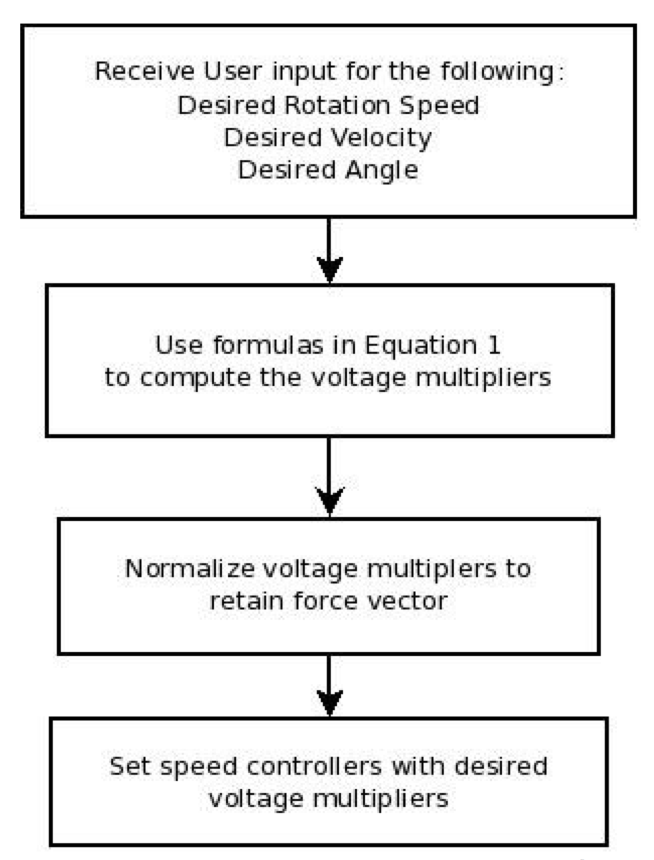 Receive User input for the following:
Desired Rotation Speed
Desired Velocity
Desired Angle
Use formulas in Equation 1
to compute the voltage multipliers
Normalize voltage multiplers to
retain force vector
Set speed controllers with desired
voltage multipliers